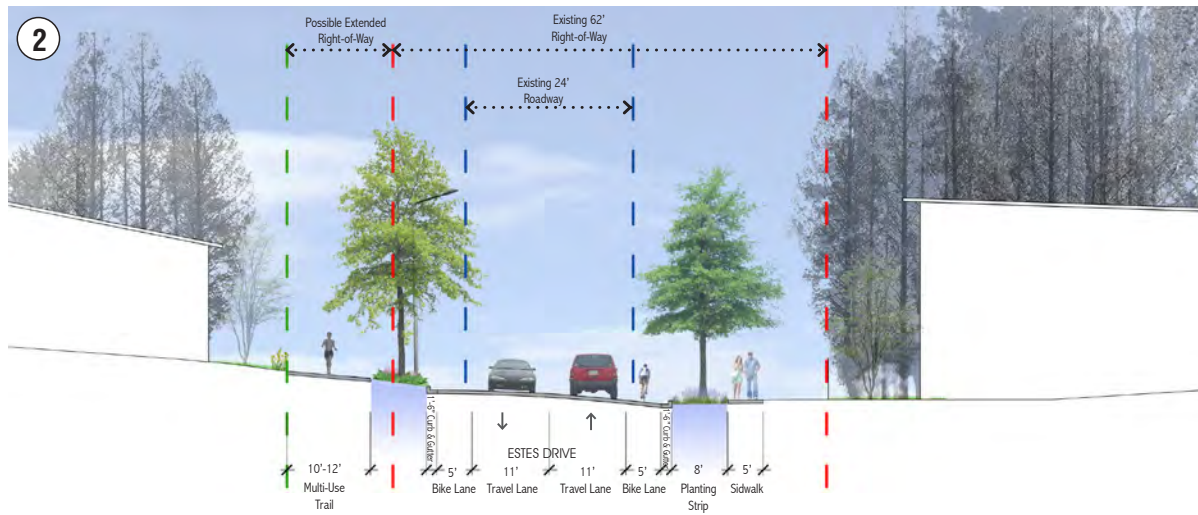 2
Possible Extended
Right-of-Way
Existing 62'
Right-of-Way
Existing 24'
Roadway
1'-6" Curb & Gutter
1'-6" Curb & Gutter
ESTES DRIVE
10'-12'
Multi-Use
Trail
5'
Bike Lane
11'
Travel Lane
11'
Travel Lane
5'
Bike Lane
8'
Planting
Strip
5'
Sidwalk